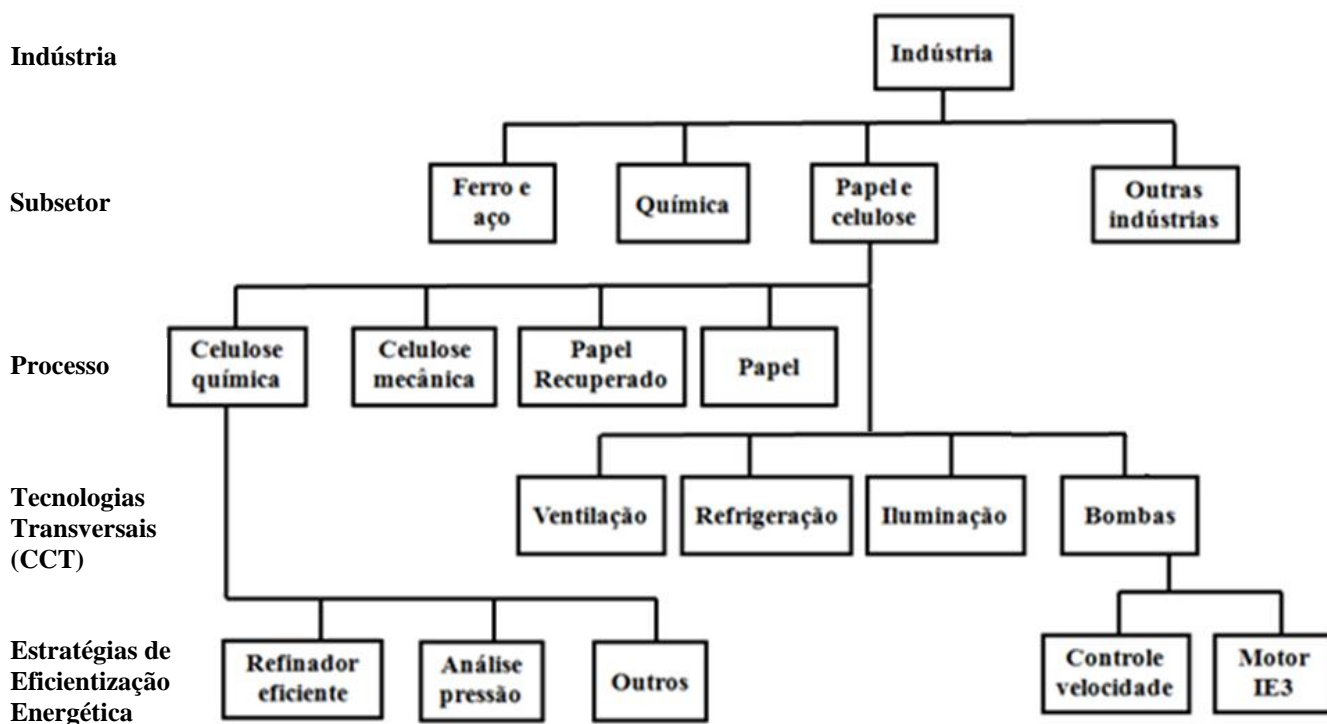 Indústria
Indústria
Subsetor
Ferro e
aço
Química
Papel e
celulose
Outras
indústrias
Processo
Celulose
química
Celulose
mecânica
Papel
Recuperado
Papel
Tecnologias
Transversais
(CCT)
Ventilação
Refrigeração
Iluminação
Bombas
Estratégias de
Eficientização
Energética
Refinador
eficiente
Análise
pressão
Outros
Controle
velocidade
Motor
IE3